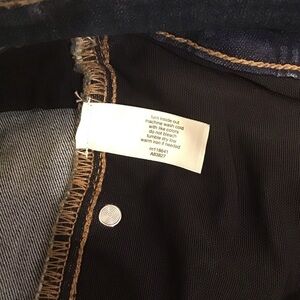 turn inside out
machine wash cold
with like colors
do not bleach
tumble dry low
warm iron if needed